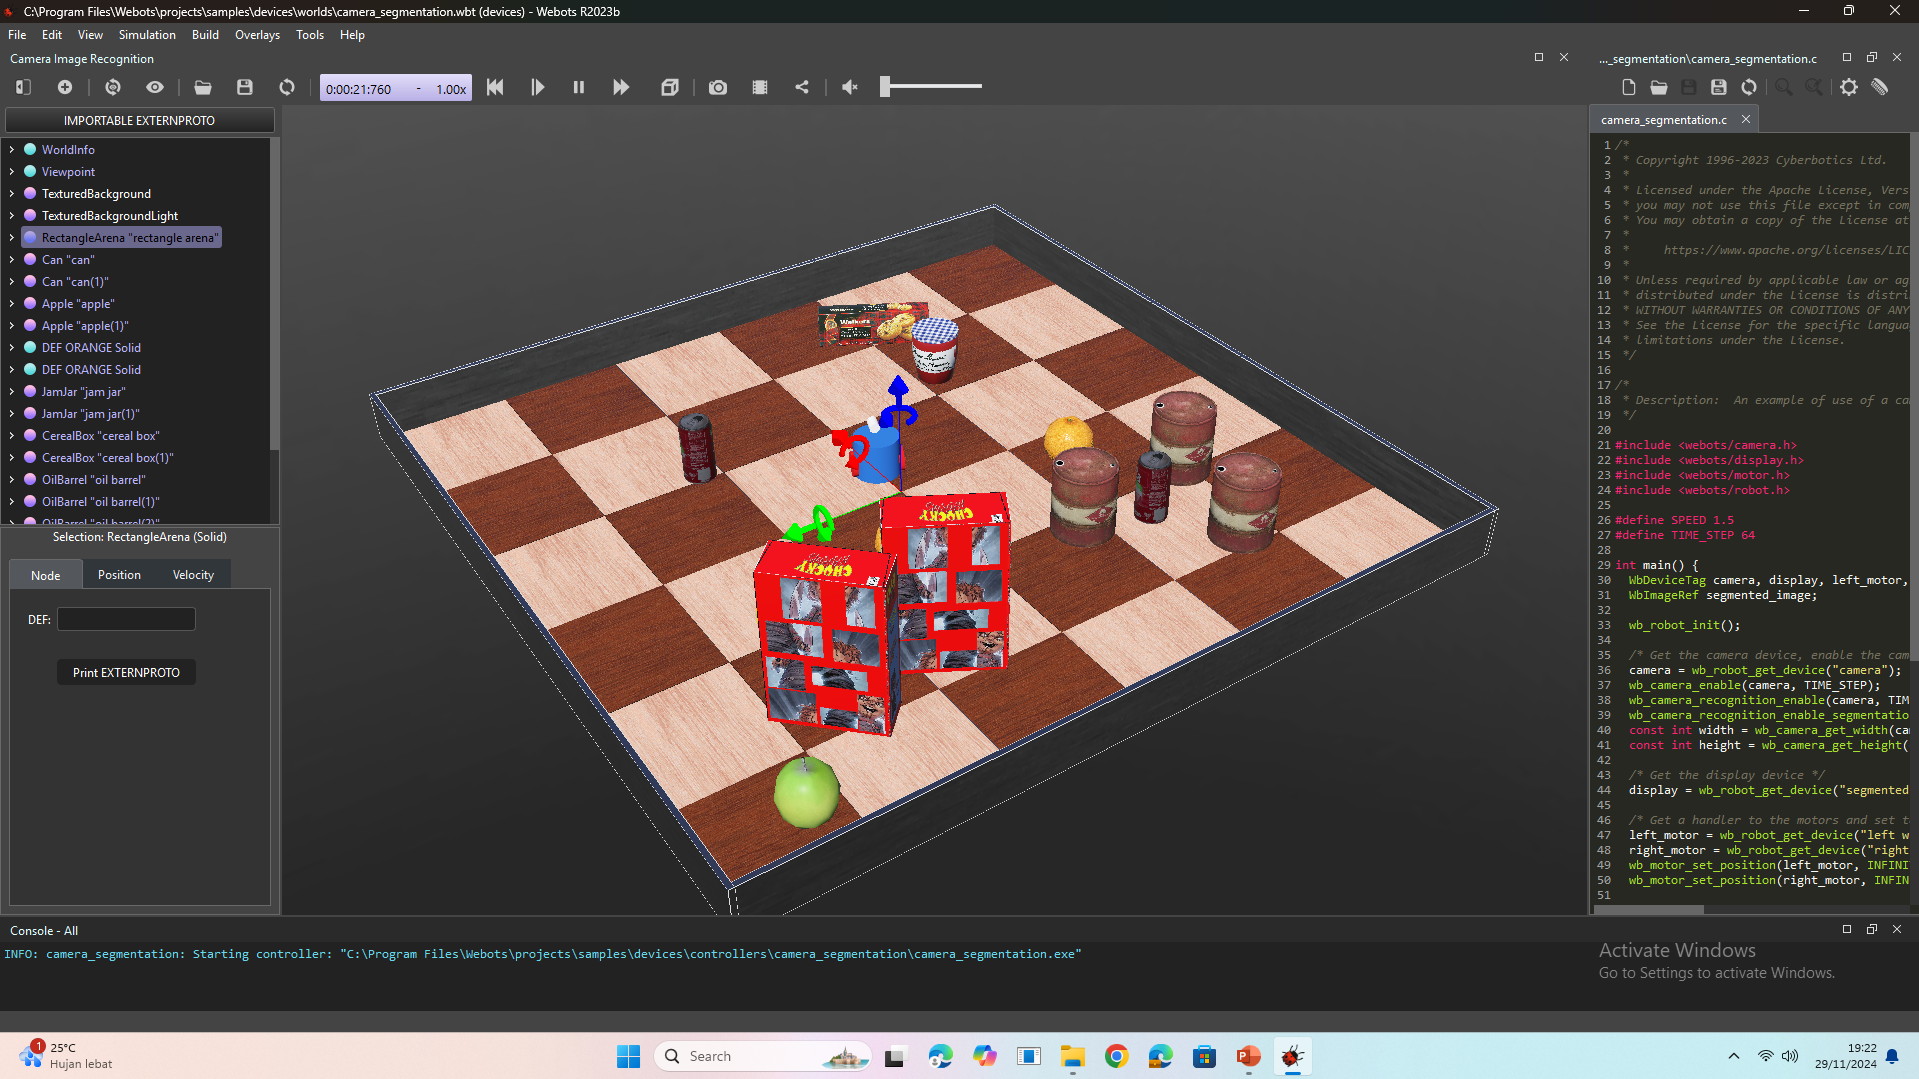 C:\Program Files\Webots\projects\samples\devices\worlds\camera_segmentation.wbt (devices) - Webots R2023b
File Edit View Simulation Build Overlays Tools Help
Camera Image Recognition
..._segmentation\camera_segmentation.c
0:00:21:760 - 1.00x
IMPORTABLE EXTERNPROTO
WorldInfo
Viewpoint
TexturedBackground
TexturedBackgroundLight
RectangleArena "rectangle arena"
Can "can"
Can "can(1)"
Apple "apple"
Apple "apple(1)"
DEF ORANGE Solid
DEF ORANGE Solid
JamJar "jam jar"
JamJar "jam jar(1)"
CerealBox "cereal box"
CerealBox "cereal box(1)"
OilBarrel "oil barrel"
OilBarrel "oil barrel(1)"
OilBarrel "oil barrel(2)"
Selection: RectangleArena (Solid)
Node Position Velocity
DEF:
Print EXTERNPROTO
Walkers
CHOCKY
CHOCKY
camera_segmentation.c
1 /*
2 * Copyright 1996-2023 Cyberbotics Ltd.
3 *
4 * Licensed under the Apache License, Vers
5 * you may not use this file except in com
6 * You may obtain a copy of the License at
7 *
8 * https://www.apache.org/licenses/LIC
9 *
10 * Unless required by applicable law or ag
11 * distributed under the License is distri
12 * WITHOUT WARRANTIES OR CONDITIONS OF ANY
13 * See the License for the specific langua
14 * limitations under the License.
15 */
16
17 /*
18 * Description: An example of use of a ca
19 */
20
21 #include <webots/camera.h>
22 #include <webots/display.h>
23 #include <webots/motor.h>
24 #include <webots/robot.h>
25
26 #define SPEED 1.5
27 #define TIME_STEP 64
28
29 int main() {
30 WbDeviceTag camera, display, left_motor,
31 WbImageRef segmented_image;
32
33 wb_robot_init();
34
35 /* Get the camera device, enable the cam
36 camera = wb_robot_get_device("camera");
37 wb_camera_enable(camera, TIME_STEP);
38 wb_camera_recognition_enable(camera, TIM
39 wb_camera_recognition_enable_segmentatio
40 const int width = wb_camera_get_width(ca
41 const int height = wb_camera_get_height(
42
43 /* Get the display device */
44 display = wb_robot_get_device("segmented
45
46 /* Get a handler to the motors and set t
47 left_motor = wb_robot_get_device("left w
48 right_motor = wb_robot_get_device("right
49 wb_motor_set_position(left_motor, INFINI
50 wb_motor_set_position(right_motor, INFIN
51
Console - All
INFO: camera_segmentation: Starting controller: "C:\Program Files\Webots\projects\samples\devices\controllers\camera_segmentation\camera_segmentation.exe"
Activate Windows
Go to Settings to activate Windows.
1
25°C
Hujan lebat
Search
19:22
29/11/2024